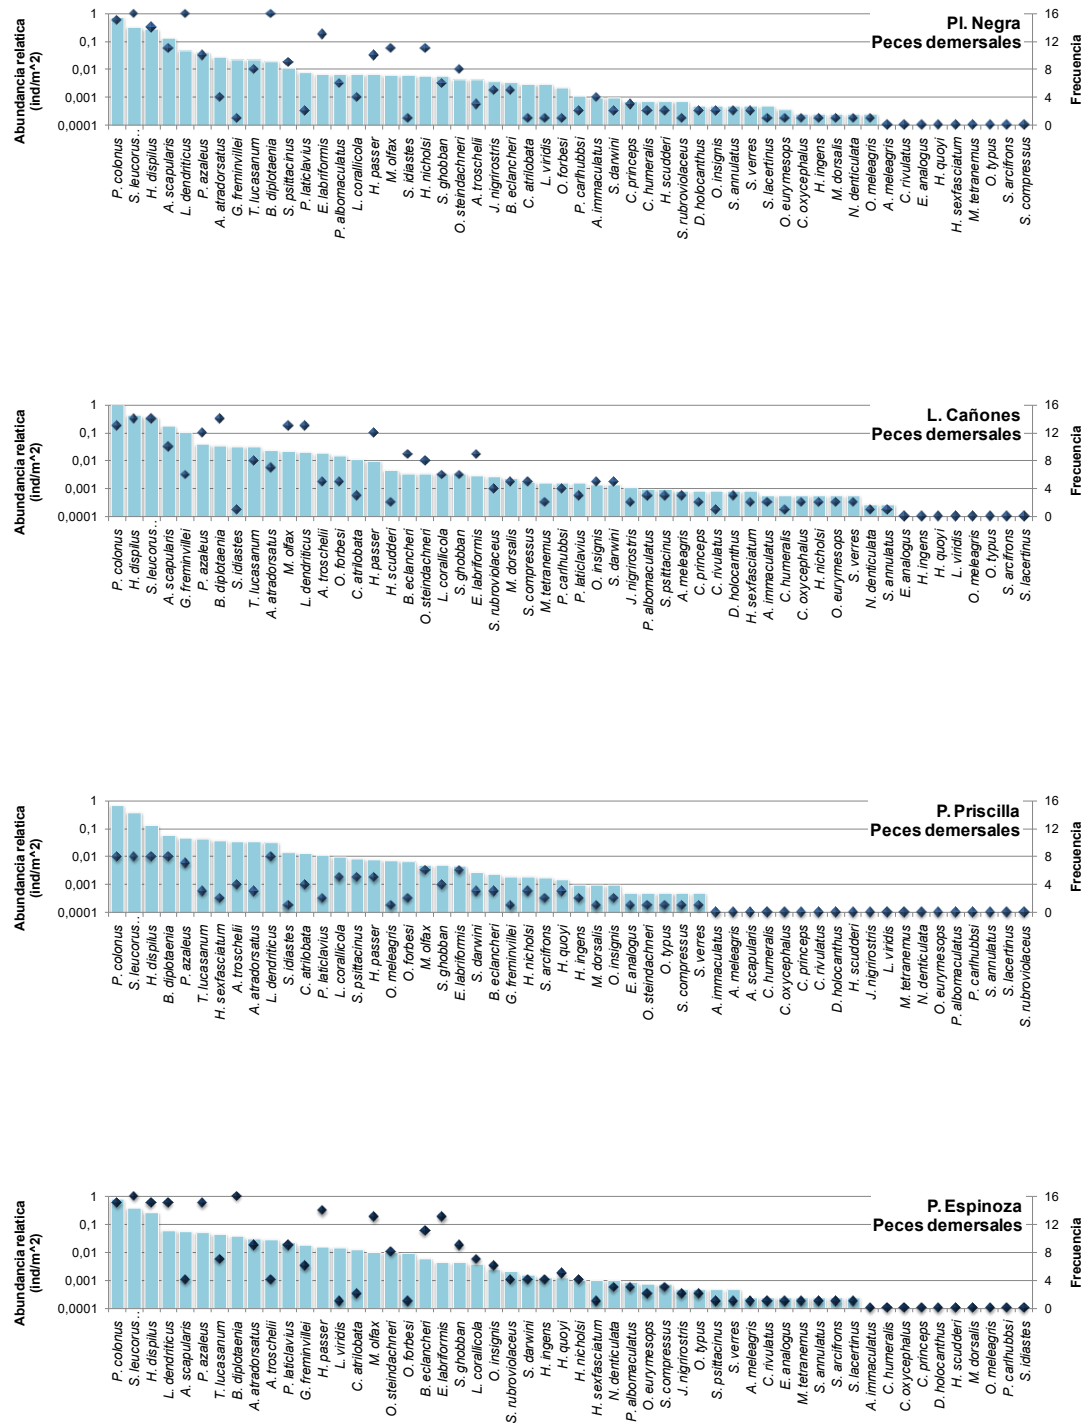 Pl. Negra
Peces demersales
Abundancia relatica
(ind/m^2)
1
0,1
0,01
0,001
0,0001
16
12
8
4
0
Frecuencia
P. colonus
S. leucorus..
H. dispilus
A. scapularis
L. dendriticus
P. azaleus
A. atradorsatus
G. freminvillei
T. lucasanum
B. diplotaenia
S. psittacinus
P. laticlavius
E. labriformis
P. albomaculatus
L. corallicola
H. passer
M. olfax
S. idiastes
H. nicholsi
S. ghobban
O. steindachneri
A. troschelii
J. nigrirostris
B. eclancheri
C. atrilobata
L. viridis
O. forbesi
P. carlhubbsi
A. immaculatus
S. darwini
C. princeps
C. humeralis
H. scudderi
S. rubroviolaceus
D. holocanthus
O. insignis
S. annulatus
S. verres
S. lacertinus
O. eurymesops
C. oxycephalus
H. ingens
M. dorsalis
N. denticulata
O. meleagris
A. meleagris
C. rivulatus
E. analogus
H. quoyi
H. sexfasciatum
M. tetranemus
O. typus
S. arcifrons
S. compressus
L. Cañones
Peces demersales
Abundancia relatica
(ind/m^2)
1
0,1
0,01
0,001
0,0001
16
12
8
4
0
Frecuencia
P. colonus
H. dispilus
S. leucorus..
A. scapularis
G. freminvillei
P. azaleus
B. diplotaenia
S. idiastes
T. lucasanum
A. atradorsatus
M. olfax
L. dendriticus
A. troschelii
O. forbesi
C. atrilobata
H. passer
H. scudderi
B. eclancheri
O. steindachneri
L. corallicola
S. ghobban
E. labriformis
S. rubroviolaceus
M. dorsalis
S. compressus
M. tetranemus
P. carlhubbsi
P. laticlavius
O. insignis
S. darwini
J. nigrirostris
P. albomaculatus
S. psittacinus
A. meleagris
C. princeps
C. rivulatus
D. holocanthus
H. sexfasciatum
A. immaculatus
C. humeralis
C. oxycephalus
H. nicholsi
O. eurymesops
S. verres
N. denticulata
S. annulatus
E. analogus
H. ingens
H. quoyi
L. viridis
O. meleagris
O. typus
S. arcifrons
S. lacertinus
P. Priscilla
Peces demersales
Abundancia relatica
(ind/m^2)
1
0,1
0,01
0,001
0,0001
16
12
8
4
0
Frecuencia
P. colonus
S. leucorus..
H. dispilus
B. diplotaenia
P. azaleus
T. lucasanum
H. sexfasciatum
A. troschelii
A. atradorsatus
L. dendriticus
S. idiastes
C. atrilobata
P. laticlavius
L. corallicola
S. psittacinus
H. passer
O. meleagris
O. forbesi
M. olfax
S. ghobban
E. labriformis
S. darwini
B. eclancheri
G. freminvillei
H. nicholsi
S. arcifrons
H. quoyi
H. ingens
M. dorsalis
O. insignis
E. analogus
O. steindachneri
O. typus
S. compressus
S. verres
A. immaculatus
A. meleagris
A. scapularis
C. humeralis
C. oxycephalus
C. princeps
C. rivulatus
D. holocanthus
H. scudderi
J. nigrirostris
L. viridis
M. tetranemus
N. denticulata
O. eurymesops
P. albomaculatus
P. carhubbsi
S. annulatus
S. lacertinus
S. rubroviolaceus
P. Espinoza
Peces demersales
Abundancia relatica
(ind/m^2)
1
0,1
0,01
0,001
0,0001
16
12
8
4
0
Frecuencia
P. colonus
S. leucorus..
H. dispilus
L. dendriticus
A. scapularis
P. azaleus
T. lucasanum
B. diplotaenia
A. atradorsatus
A. troschelii
P. laticlavius
G. freminvillei
H. passer
L. viridis
C. atrilobata
M. olfax
O. steindachneri
O. forbesi
B. eclancheri
E. labriformis
S. ghobban
L. corallicola
O. insignis
S. rubroviolaceus
S. darwini
H. ingens
H. quoyi
H. nicholsi
H. sexfasciatum
N. denticulata
P. albomaculatus
O. eurymesops
S. compressus
J. nigrirostris
O. typus
S. psittacinus
S. verres
A. meleagris
C. rivulatus
E. analogus
M. tetranemus
S. annulatus
S. arcifrons
S. lacertinus
A. immaculatus
C. humeralis
C. oxycephalus
C. princeps
D. holocanthus
H. scudderi
M. dorsalis
O. meleagris
P. carhubbsi
S. idiastes